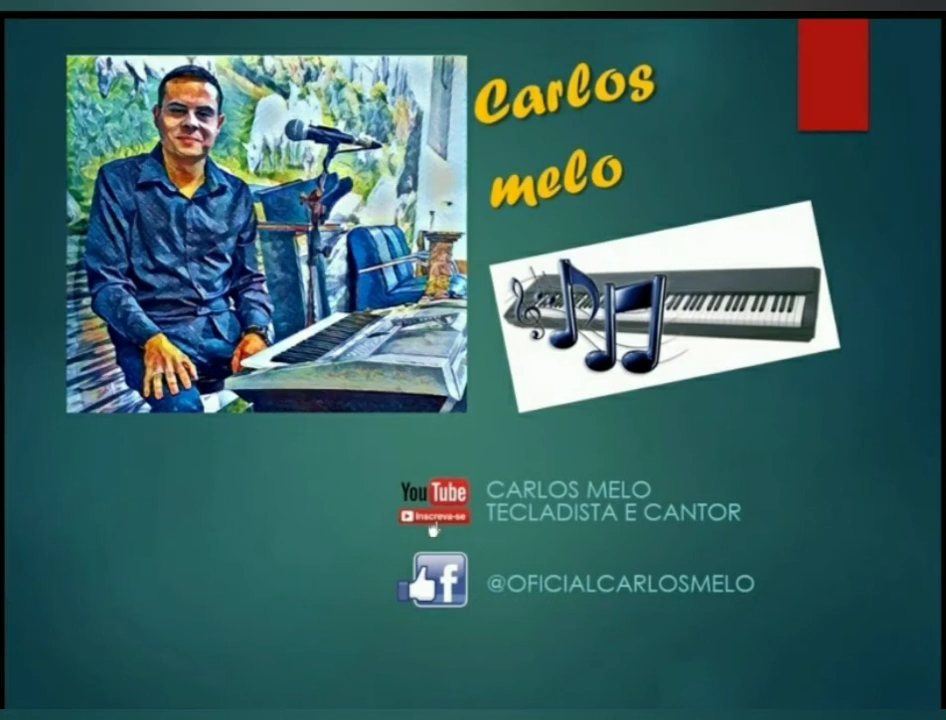 Carlos
melo
YouTube
Inscreva-se
CARLOS MELO
TECLADISTA E CANTOR
f
@OFICIALCARLOSMELO